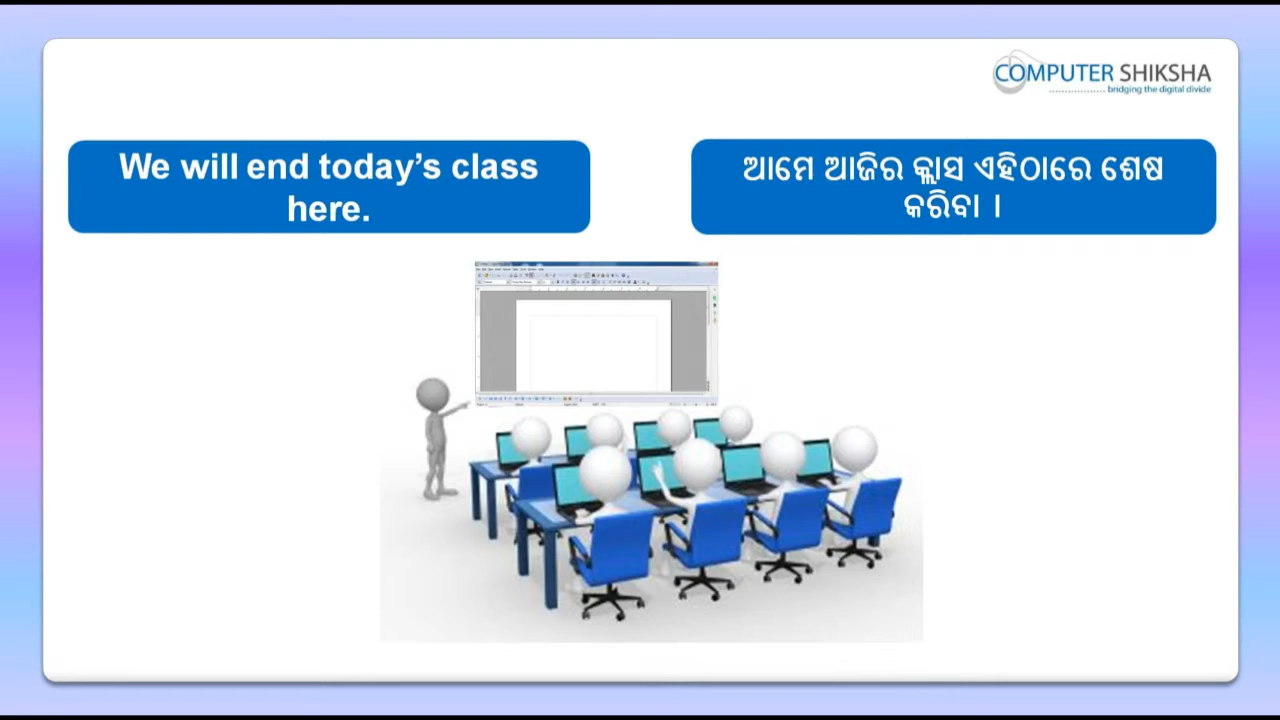 COMPUTER SHIKSHA
bridging the digital divide
We will end today’s class
here.
ଆମେ ଆଜିର କ୍ଲାସ ଏହିଠାରେ ଶେଷ
କରିବା ।